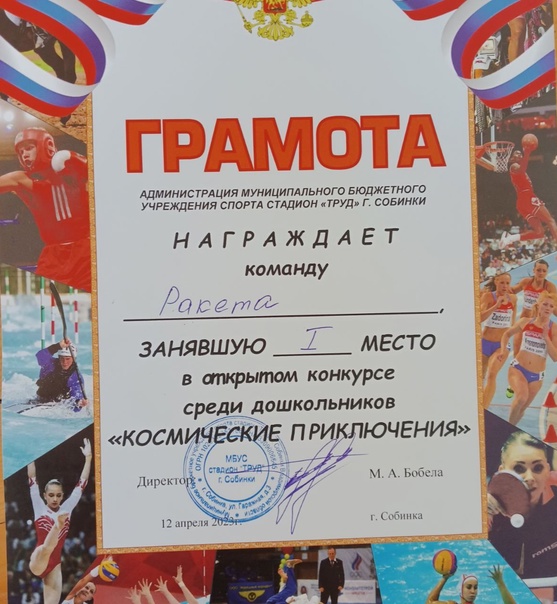 ГРАМОТА
АДМИНИСТРАЦИЯ МУНИЦИПАЛЬНОГО БЮДЖЕТНОГО
УЧРЕЖДЕНИЯ СПОРТА СТАДИОН «ТРУД» Г. СОБИНКИ
НАГРАЖДАЕТ
команду
Ракета,
ЗАНЯВШУЮ I МЕСТО
в открытом конкурсе
среди дошкольников
«КОСМИЧЕСКИЕ ПРИКЛЮЧЕНИЯ»
МБУС
стадион "ТРУД"
г. Собинки
Директор
М. А. Бобела
12 апреля 2023г.
г. Собинка